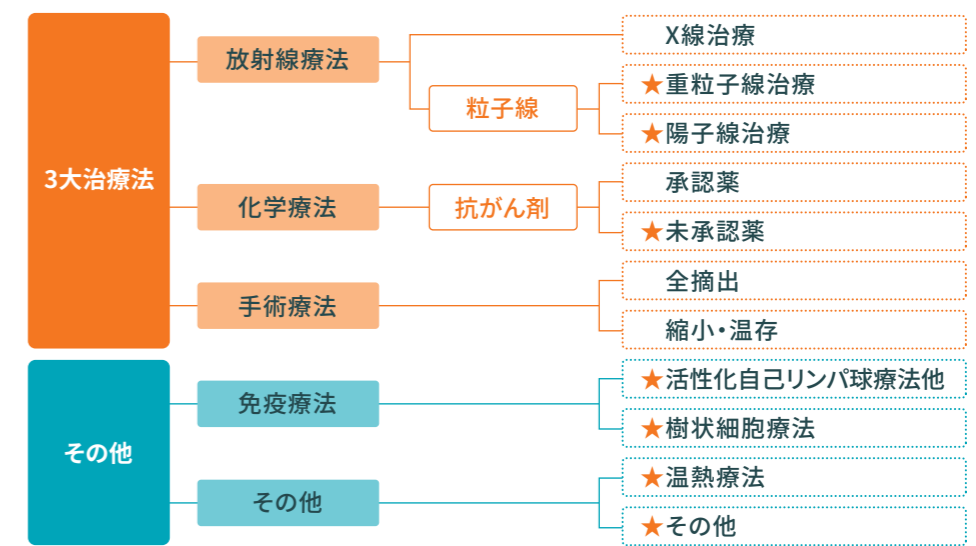 3大治療法
放射線療法
X線治療
粒子線
★重粒子線治療
★陽子線治療
化学療法
抗がん剤
承認薬
★未承認薬
手術療法
全摘出
縮小・温存
その他
免疫療法
★活性化自己リンパ球療法他
★樹状細胞療法
その他
★温熱療法
★その他